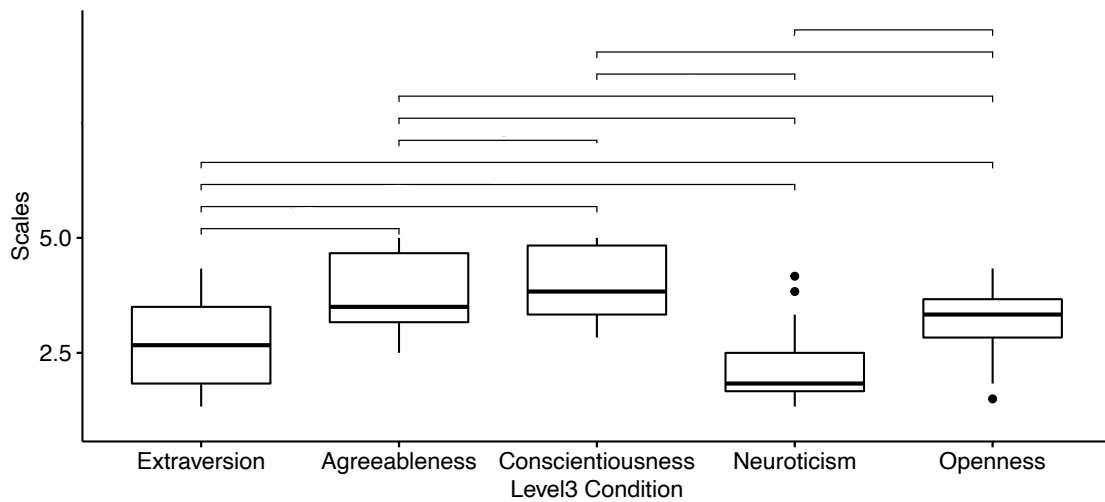 Scales
5.0
2.5
Extraversion Agreeableness Conscientiousness Neuroticism Openness
Level3 Condition